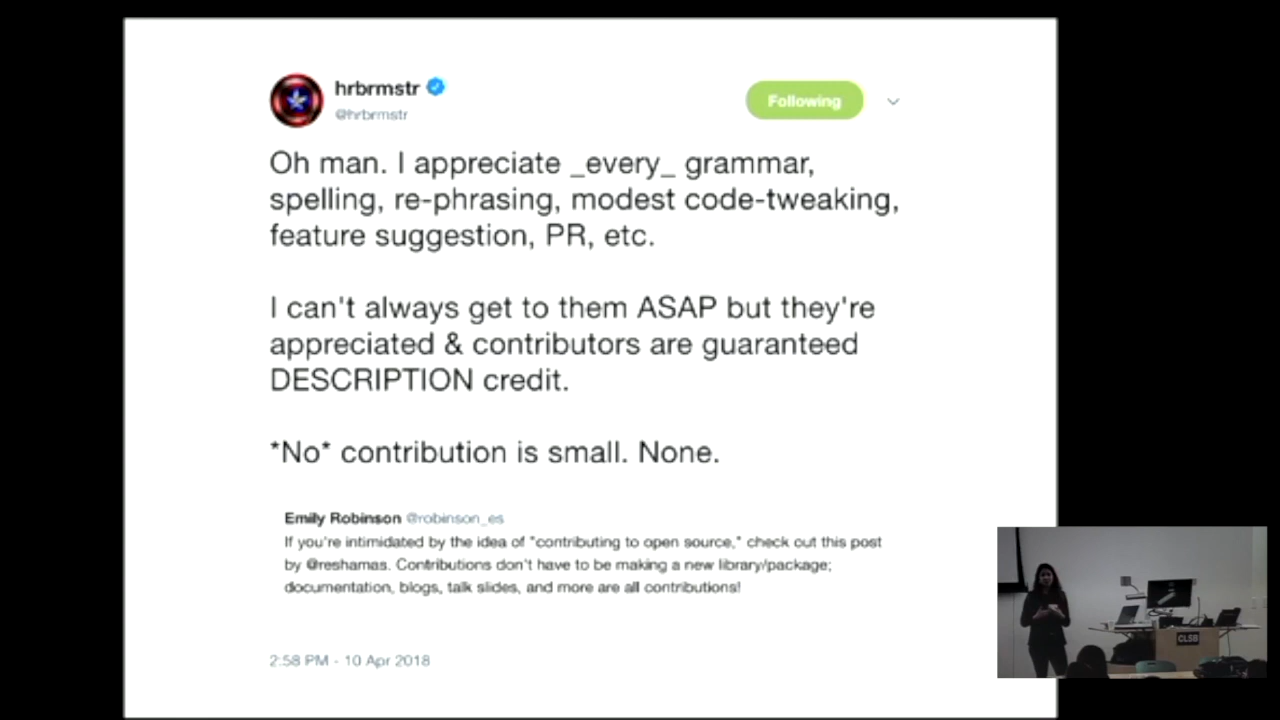 hrbrmstr
@hrbrmstr
Following
Oh man. I appreciate _every_ grammar,
spelling, re-phrasing, modest code-tweaking,
feature suggestion, PR, etc.
I can't always get to them ASAP but they're
appreciated & contributors are guaranteed
DESCRIPTION credit.
*No* contribution is small. None.
Emily Robinson @robinson_es
If you're intimidated by the idea of "contributing to open source," check out this post
by @reshamas. Contributions don't have to be making a new library/package;
documentation, blogs, talk slides, and more are all contributions!
2:58 PM - 10 Apr 2018
CLSB